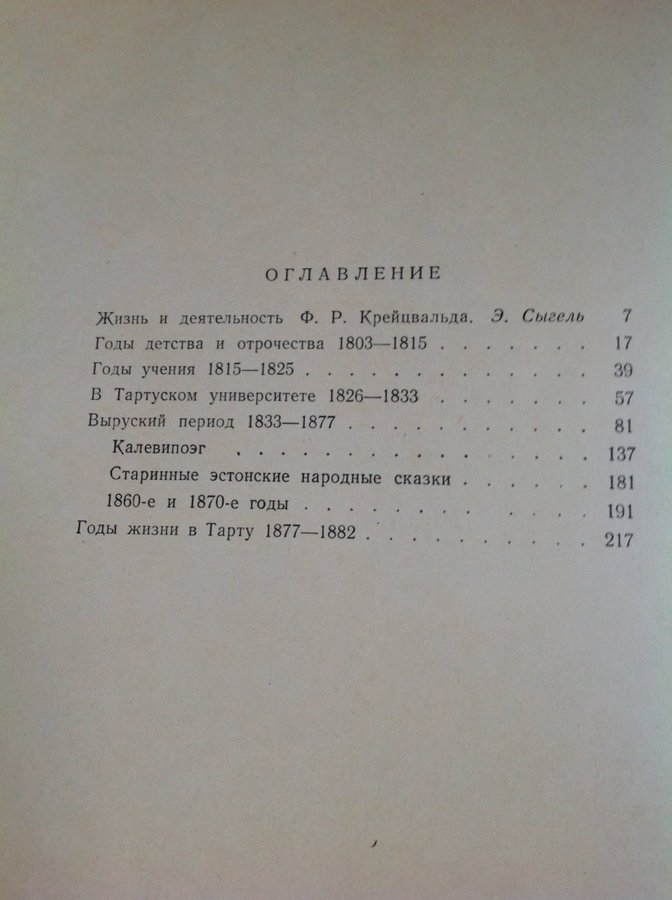 ОГЛАВЛЕНИЕ
Жизнь и деятельность Ф. Р. Крейцвальда. Э. Сыгель 7
Годы детства и отрочества 1803—1815 . . . . . . . 17
Годы учения 1815—1825 . . . . . . . . . . . . . 39
В Тартуском университете 1826—1833 . . . . . . . 57
Выруский период 1833—1877 . . . . . . . . . . . 81
Калевипоэг . . . . . . . . . . . . . . 137
Старинные эстонские народные сказки . . . . . . 181
1860-е и 1870-е годы . . . . . . . . . . . 191
Годы жизни в Тарту 1877—1882 . . . . . . . . . . 217